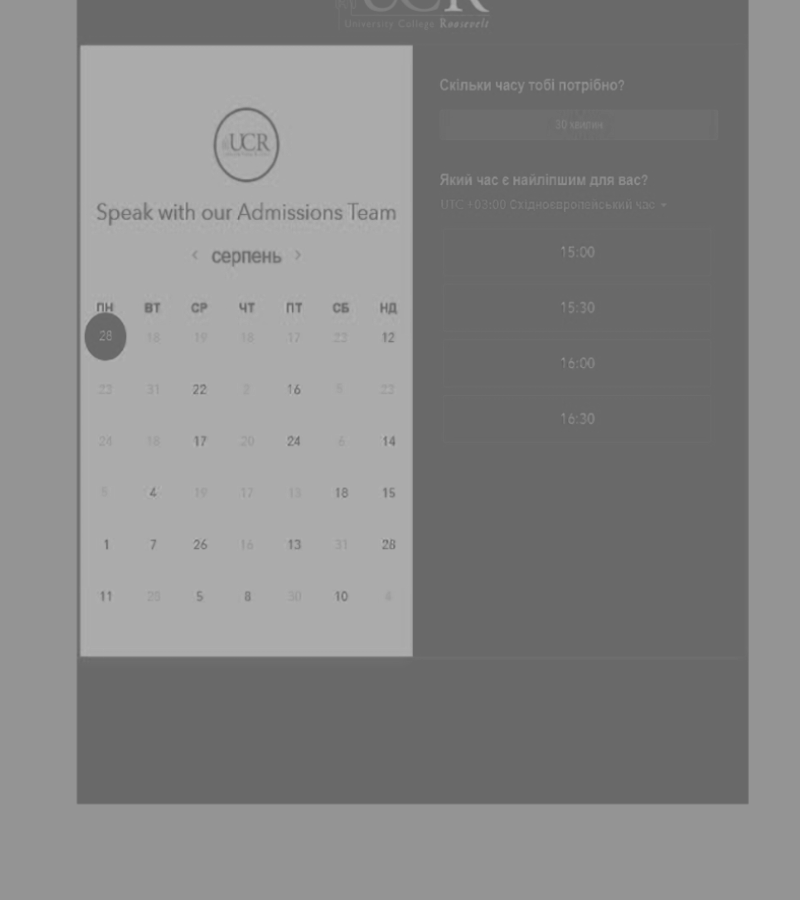 UCR
University College Roosevelt
UCR
Speak with our Admissions Team
< серпень >
ПН ВТ СР ЧТ ПТ СБ НД
28 18 19 18 17 23 12
23 31 22 2 16 5 22
24 18 17 20 24 6 14
5 4 19 17 13 18 15
1 7 26 16 13 31 28
11 28 5 8 30 10 4
Скільки часу тобі потрібно?
30 хвилин
Який час є найліпшим для вас?
UTC +03:00 Східноєвропейський час
15:00
15:30
16:00
16:30